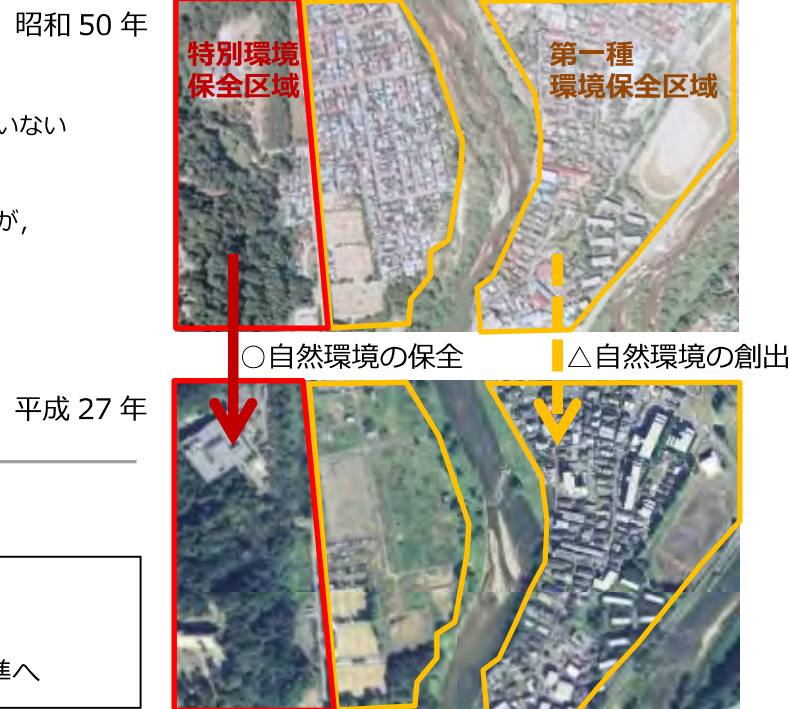 昭和 50 年
特別環境
保全区域
第一種
環境保全区域
いない
が，
○自然環境の保全
△自然環境の創出
平成 27 年
進へ